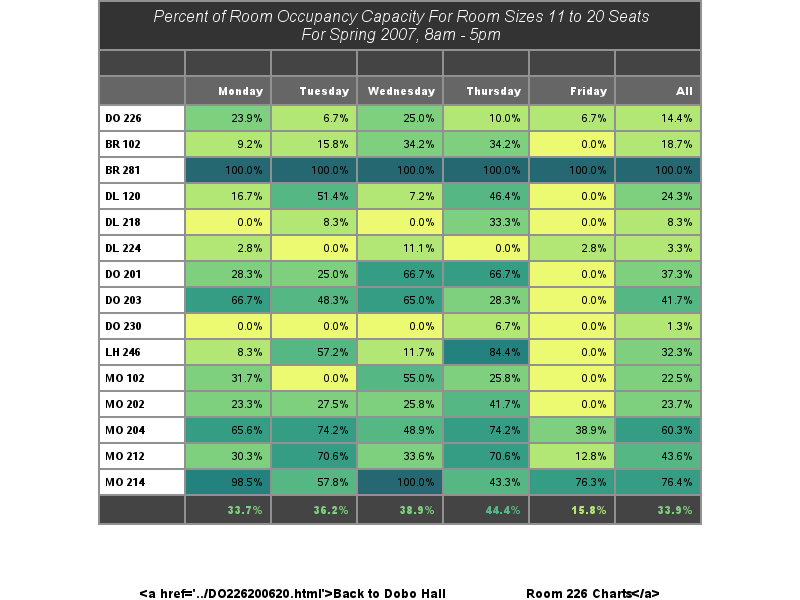 Percent of Room Occupancy Capacity For Room Sizes 11 to 20 Seats
For Spring 2007, 8am - 5pm
Monday Tuesday Wednesday Thursday Friday All
DO 226 23.9% 6.7% 25.0% 10.0% 6.7% 14.4%
BR 102 9.2% 15.8% 34.2% 34.2% 0.0% 18.7%
BR 281 100.0% 100.0% 100.0% 100.0% 100.0% 100.0%
DL 120 16.7% 51.4% 7.2% 46.4% 0.0% 24.3%
DL 218 0.0% 8.3% 0.0% 33.3% 0.0% 8.3%
DL 224 2.8% 0.0% 11.1% 0.0% 2.8% 3.3%
DO 201 28.3% 25.0% 66.7% 66.7% 0.0% 37.3%
DO 203 66.7% 48.3% 65.0% 28.3% 0.0% 41.7%
DO 230 0.0% 0.0% 0.0% 6.7% 0.0% 1.3%
LH 246 8.3% 57.2% 11.7% 84.4% 0.0% 32.3%
MO 102 31.7% 0.0% 55.0% 25.8% 0.0% 22.5%
MO 202 23.3% 27.5% 25.8% 41.7% 0.0% 23.7%
MO 204 65.6% 74.2% 48.9% 74.2% 38.9% 60.3%
MO 212 30.3% 70.6% 33.6% 70.6% 12.8% 43.6%
MO 214 98.5% 57.8% 100.0% 43.3% 76.3% 76.4%
33.7% 36.2% 38.9% 44.4% 15.8% 33.9%
<a href='../DO226200620.html'>Back to Dobo Hall Room 226 Charts</a>